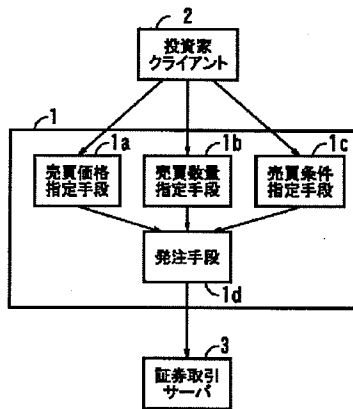 2
投資家
クライアント
1
1a
1b
1c
売買価格
指定手段
売買数量
指定手段
売買条件
指定手段
発注手段
1d
3
証券取引
サーバ